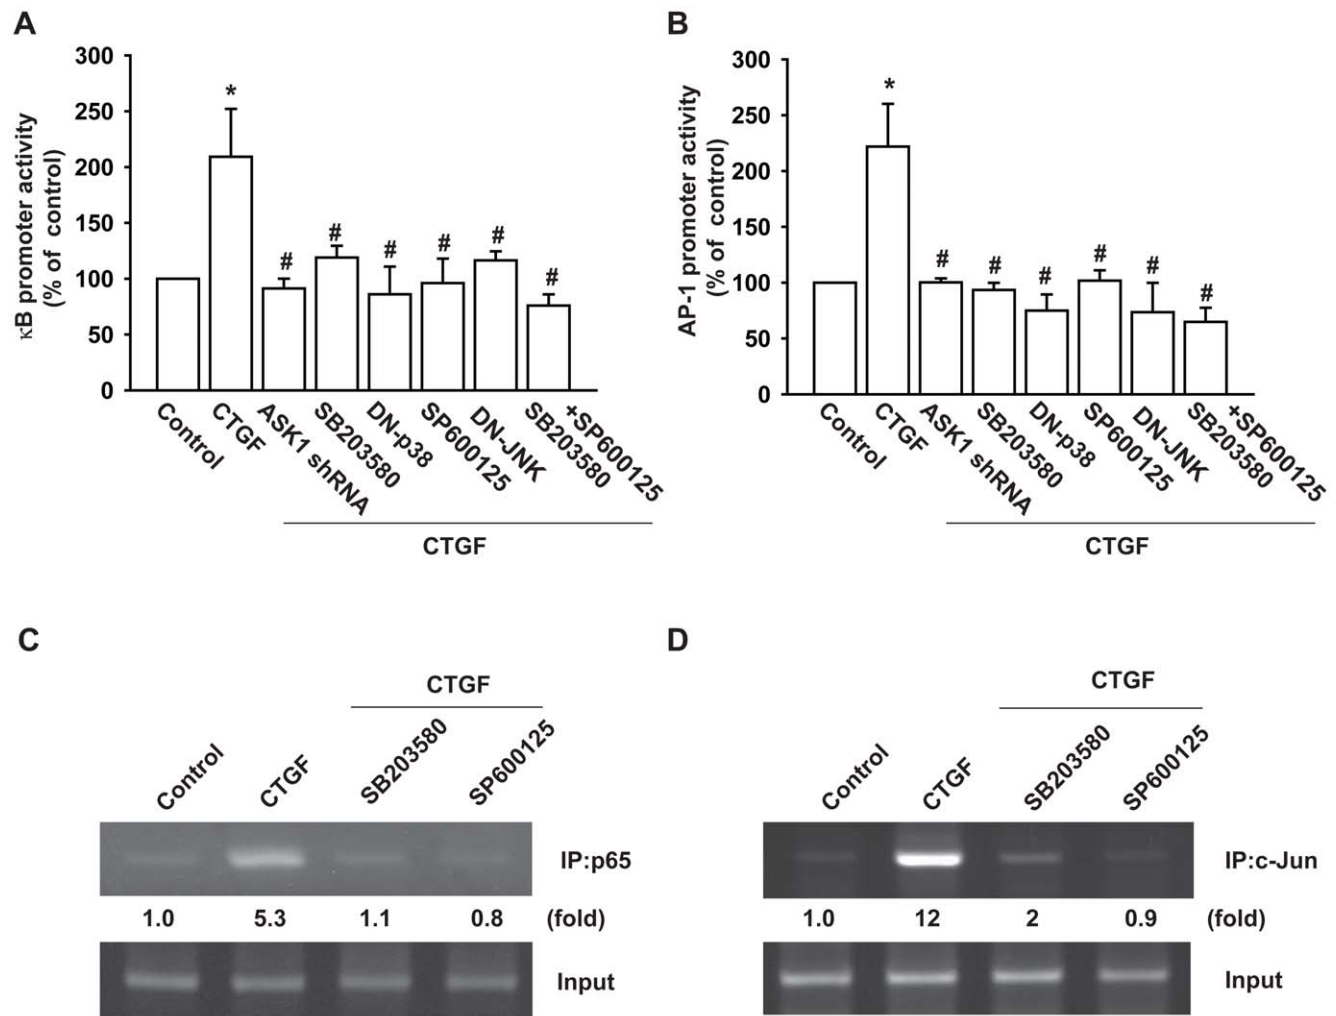 A
κB promoter activity
(% of control)
300
250
200
150
100
50
0
*
#
#
#
#
#
#
Control
CTGF
ASK1 shRNA
SB203580
DN-p38
SP600125
DN-JNK
SB203580
+SP600125
CTGF
B
AP-1 promoter activity
(% of control)
300
250
200
150
100
50
0
*
#
#
#
#
#
#
Control
CTGF
ASK1 shRNA
SB203580
DN-p38
SP600125
DN-JNK
SB203580
+SP600125
CTGF
C
CTGF
Control
CTGF
SB203580
SP600125
IP:p65
1.0 5.3 1.1 0.8 (fold)
Input
D
CTGF
Control
CTGF
SB203580
SP600125
IP:c-Jun
1.0 12 2 0.9 (fold)
Input